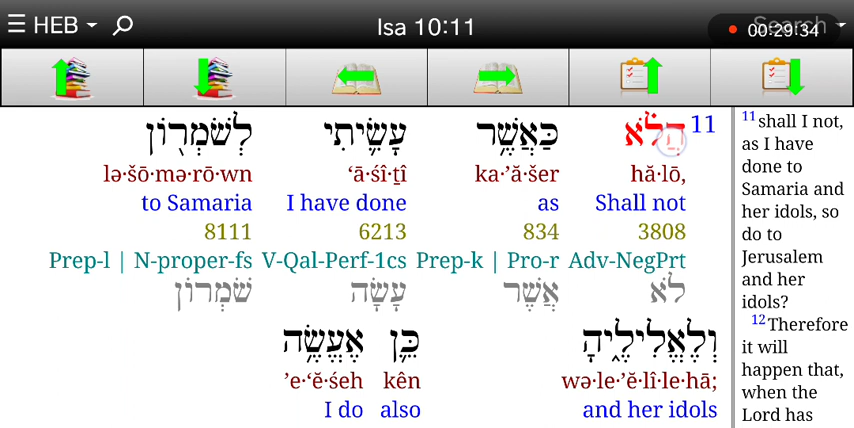 ☰ HEB Isa 10:11 Search 00:29:34
11 הֲלֹ֗א כַּאֲשֶׁ֥ר עָשִׂ֛יתִי לְשֹׁמְר֖וֹן
hă·lō, ka·’ă·šer ‘ā·śî·ṯî lə·šō·mə·rō·wn
Shall not as I have done to Samaria
3808 834 6213 8111
Adv-NegPrt Prep-k | Pro-r V-Qal-Perf-1cs Prep-l | N-proper-fs
לֹא אֲשֶׁר עָשָׂה שֹׁמְרוֹן
וְלֶאֱלִילֶ֑יהָ כֵּ֛ן אֶעֱשֶׂ֥ה
wə·le·’ĕ·lî·le·hā; kên ’e·‘ĕ·śeh
and her idols also I do
11 shall I not,
as I have
done to
Samaria and
her idols, so
do to
Jerusalem
and her
idols?
12 Therefore
it will
happen that,
when the
Lord has